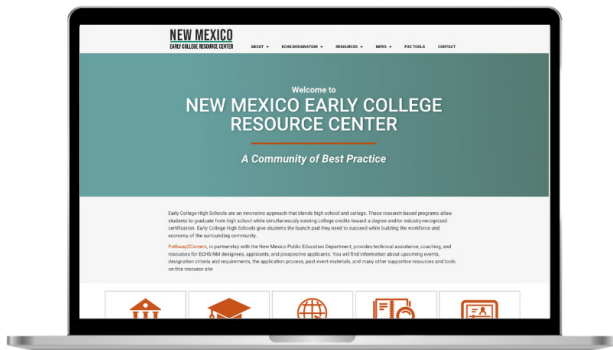 NEW MEXICO
EARLY COLLEGE RESOURCE CENTER
ABOUT ECHS DESIGNATION RESOURCES NEWS P2C TOOLS CONTACT
Welcome to
NEW MEXICO EARLY COLLEGE
RESOURCE CENTER
A Community of Best Practice
Early College High Schools are an innovative approach that blends high school and college. These research-based programs allow
students to graduate from high school while simultaneously earning college credits toward a degree and/or industry-recognized
certification. Early College High Schools give students the launch pad they need to succeed while building the workforce and
economy of the surrounding community.
Pathway2Careers, in partnership with the New Mexico Public Education Department, provides technical assistance, coaching, and
resources for ECHS-NM designees, applicants, and prospective applicants. You will find information about upcoming events,
designation criteria and requirements, the application process, past event materials, and many other supportive resources and tools
on this resource site